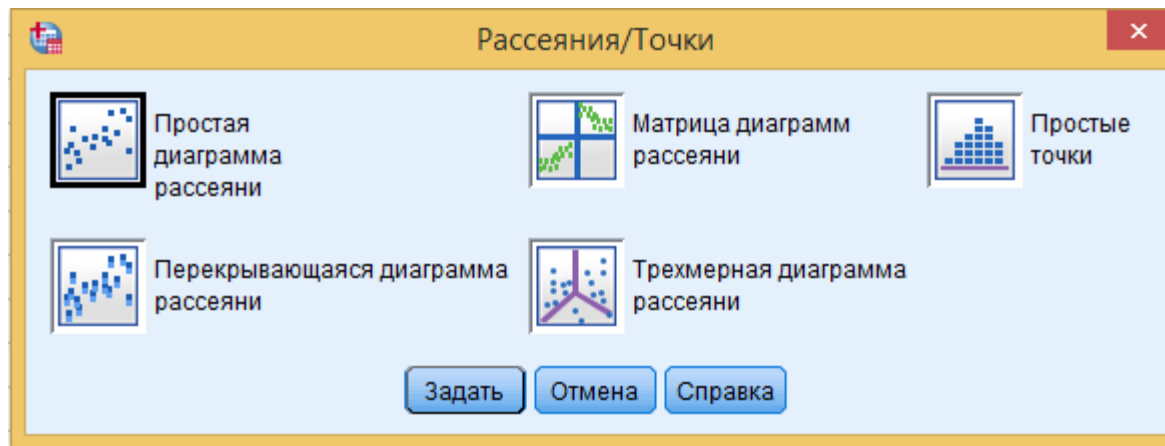 Рассеяния/Точки
Простая
диаграмма
рассеяни
Матрица диаграмм
рассеяни
Простые
точки
Перекрывающаяся диаграмма
рассеяни
Трехмерная диаграмма
рассеяни
Задать
Отмена
Справка